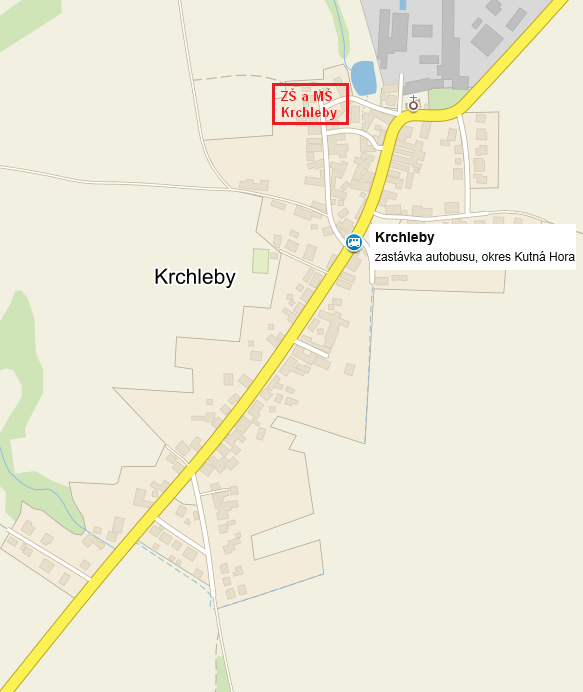 ZŠ a MŠ
Krchleby
Krchleby
zastávka autobusu, okres Kutná Hora
Krchleby